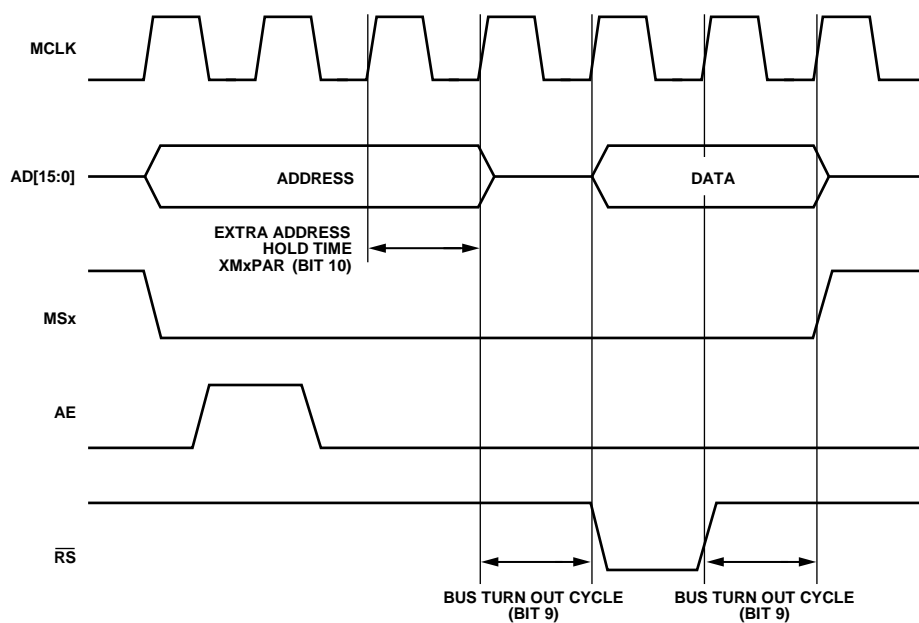 MCLK
AD[15:0]
ADDRESS
DATA
EXTRA ADDRESS
HOLD TIME
XMxPAR (BIT 10)
MSx
AE
RS
BUS TURN OUT CYCLE
(BIT 9)
BUS TURN OUT CYCLE
(BIT 9)